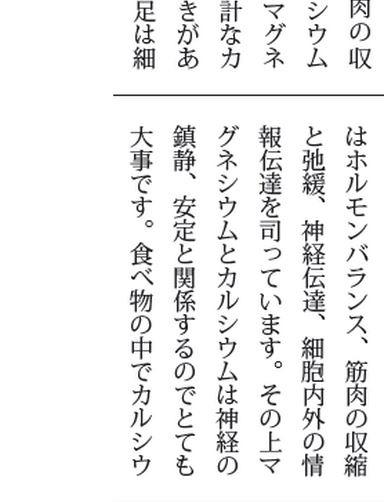 肉の収
シウム
マグネ
計なカ
きがあ
足は細
はホルモンバランス、筋肉の収縮
と弛緩、神経伝達、細胞内外の情
報伝達を司っています。その上マ
グネシウムとカルシウムは神経の
鎮静、安定と関係するのでとても
大事です。食べ物の中でカルシウ